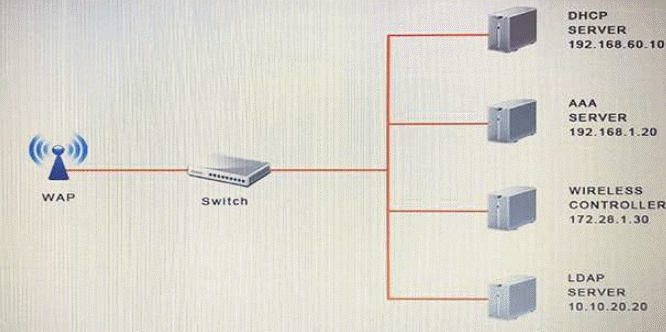 DHCP
SERVER
192.168.60.10
AAA
SERVER
192.168.1.20
WAP
Switch
WIRELESS
CONTROLLER
172.28.1.30
LDAP
SERVER
10.10.20.20